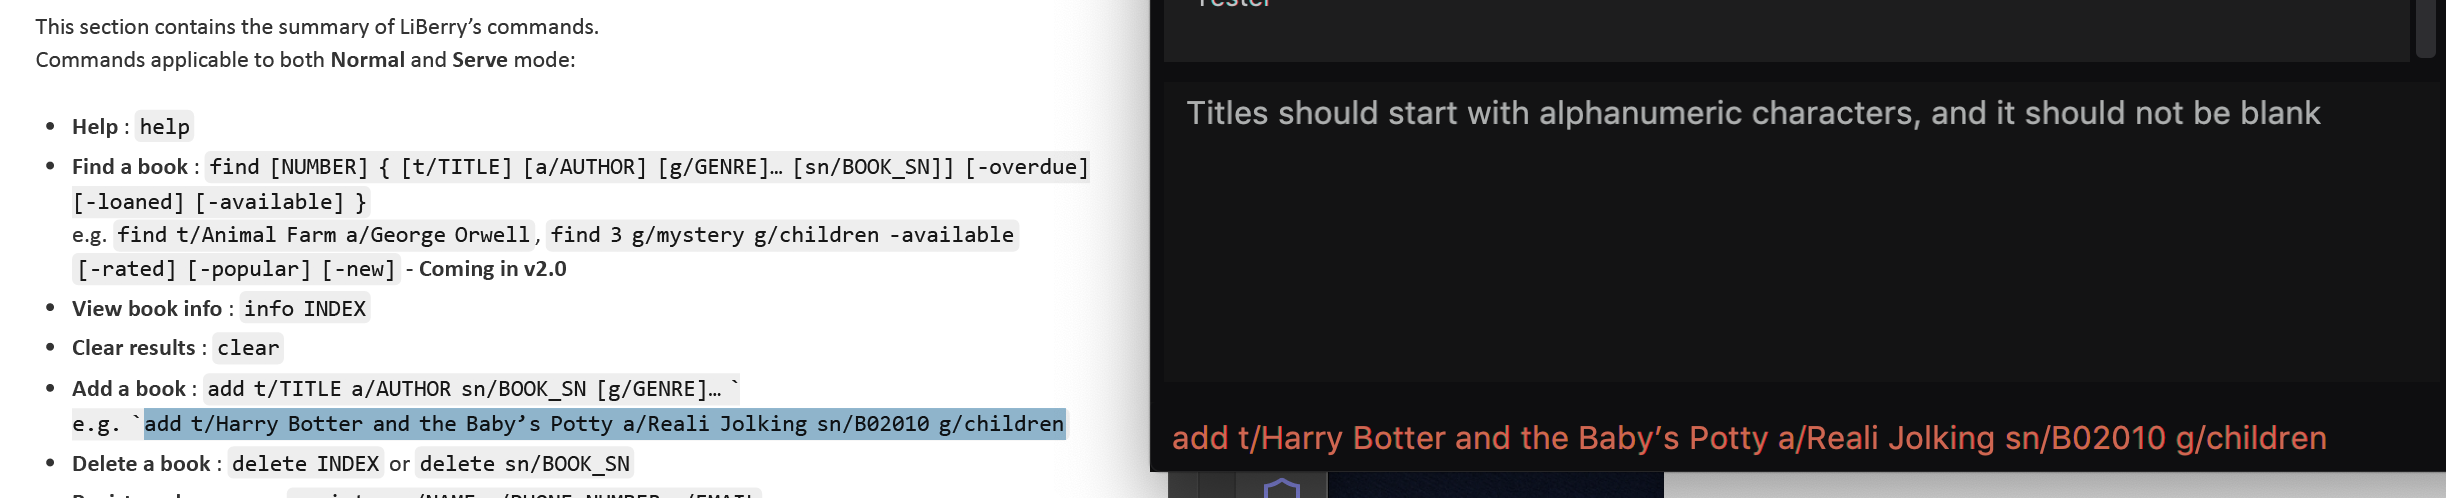 This section contains the summary of LiBerry’s commands.
Commands applicable to both Normal and Serve mode:
• Help : help
• Find a book : find [NUMBER] { [t/TITLE] [a/AUTHOR] [g/GENRE]… [sn/BOOK_SN]] [-overdue]
[-loaned] [-available] }
e.g. find t/Animal Farm a/George Orwell, find 3 g/mystery g/children -available
[-rated] [-popular] [-new] - Coming in v2.0
• View book info : info INDEX
• Clear results : clear
• Add a book : add t/TITLE a/AUTHOR sn/BOOK_SN [g/GENRE]… `
e.g. `add t/Harry Botter and the Baby’s Potty a/Reali Jolking sn/B02010 g/children
• Delete a book : delete INDEX or delete sn/BOOK_SN
Tester
Titles should start with alphanumeric characters, and it should not be blank
add t/Harry Botter and the Baby’s Potty a/Reali Jolking sn/B02010 g/children